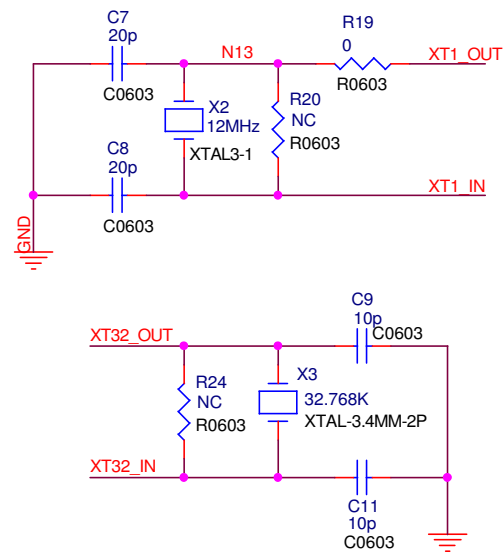 C7
20p
C0603
N13
R19
0
R0603
XT1_OUT
X2
12MHz
XTAL3-1
R20
NC
R0603
C8
20p
C0603
XT1_IN
GND
C9
10p
C0603
XT32_OUT
R24
NC
R0603
X3
32.768K
XTAL-3.4MM-2P
XT32_IN
C11
10p
C0603